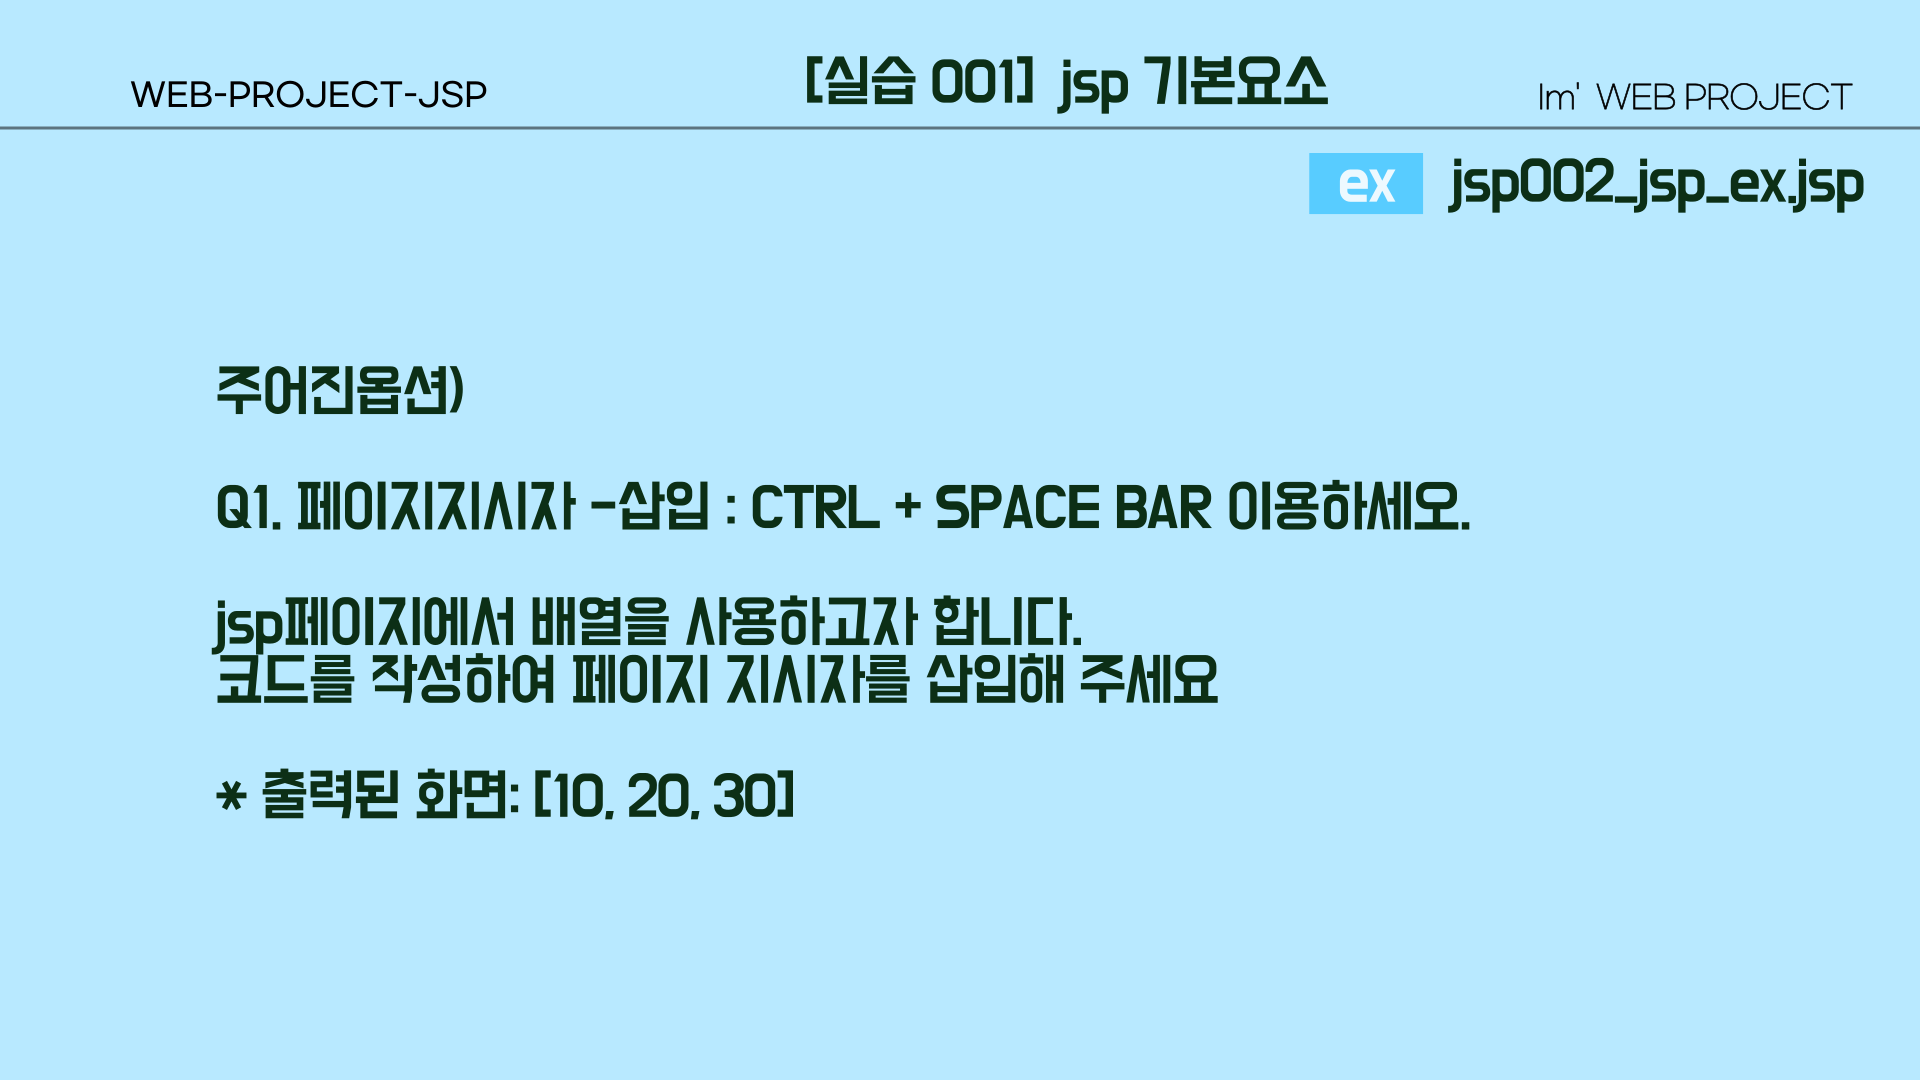 WEB-PROJECT-JSP
[실습 001] jsp 기본요소
Im' WEB PROJECT
ex jsp002_jsp_ex.jsp
주어진옵션)
Q1. 페이지지시자 -삽입 : CTRL + SPACE BAR 이용하세오.
jsp페이지에서 배열을 사용하고자 합니다.
코드를 작성하여 페이지 지시자를 삽입해 주세요
* 출력된 화면: [10, 20, 30]